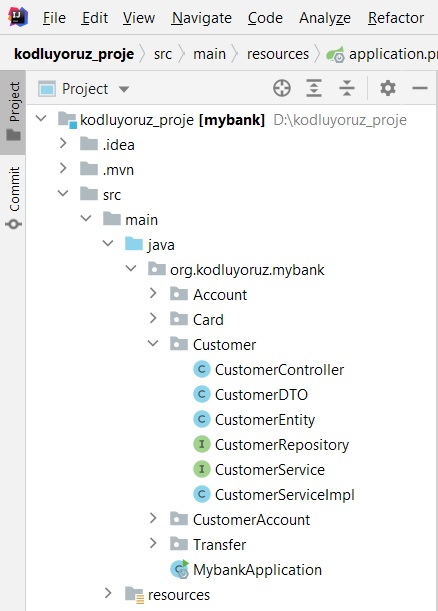 File Edit View Navigate Code Analyze Refactor
kodluyoruz_proje src main resources application.pr
Project
Project
Commit
kodluyoruz_proje [mybank] D:\kodluyoruz_proje
.idea
.mvn
src
main
java
org.kodluyoruz.mybank
Account
Card
Customer
C CustomerController
C CustomerDTO
C CustomerEntity
I CustomerRepository
I CustomerService
C CustomerServiceImpl
CustomerAccount
Transfer
C MybankApplication
resources